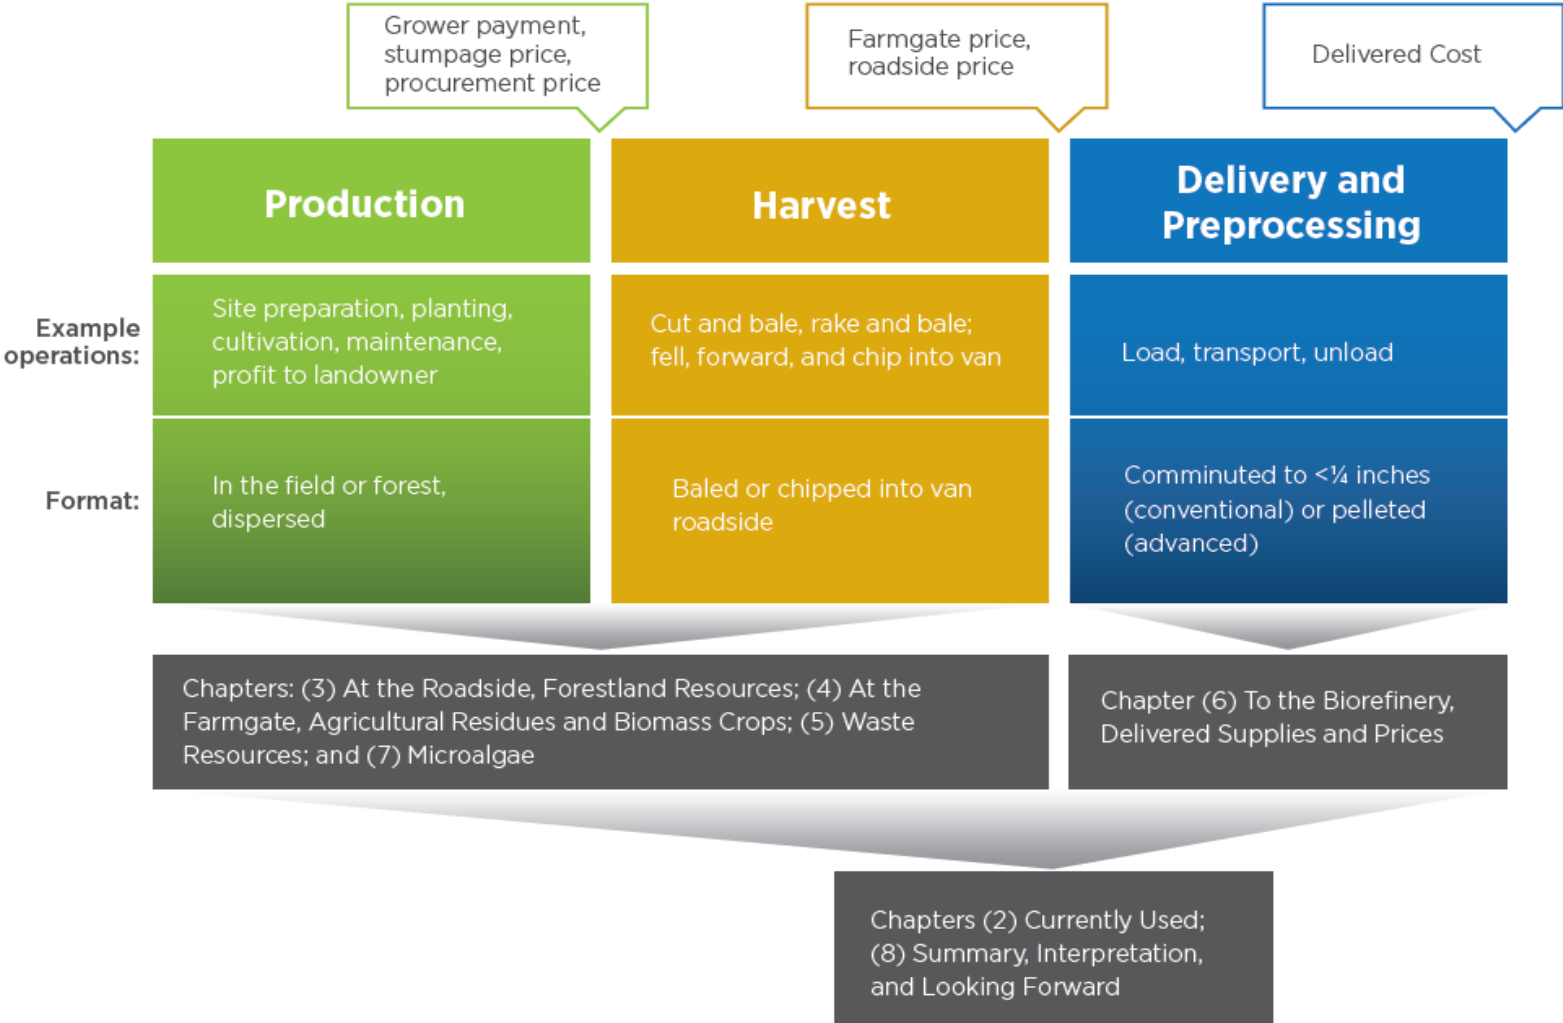 Grower payment,
stumpage price,
procurement price
Farmgate price,
roadside price
Delivered Cost
Production
Harvest
Delivery and
Preprocessing
Example
operations:
Site preparation, planting,
cultivation, maintenance,
profit to landowner
Cut and bale, rake and bale;
fell, forward, and chip into van
Load, transport, unload
Format:
In the field or forest,
dispersed
Baled or chipped into van
roadside
Comminuted to <¼ inches
(conventional) or pelleted
(advanced)
Chapters: (3) At the Roadside, Forestland Resources; (4) At the
Farmgate, Agricultural Residues and Biomass Crops; (5) Waste
Resources; and (7) Microalgae
Chapter (6) To the Biorefinery,
Delivered Supplies and Prices
Chapters (2) Currently Used;
(8) Summary, Interpretation,
and Looking Forward